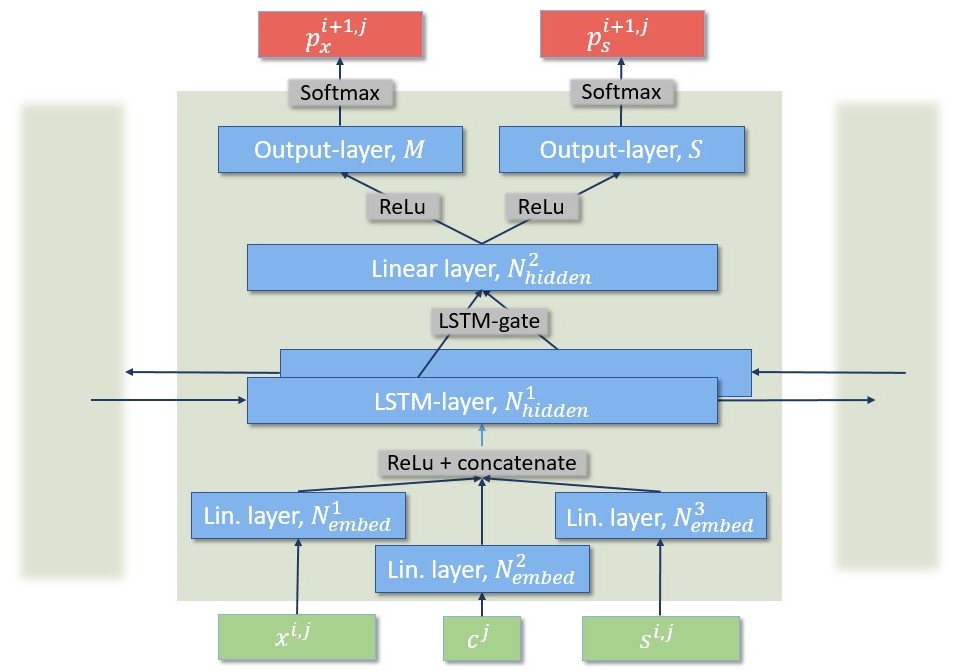 $p_x^{i+1,j}$ $p_s^{i+1,j}$
Softmax Softmax
Output-layer, $M$ Output-layer, $S$
ReLu ReLu
Linear layer, $N_{hidden}^2$
LSTM-gate
LSTM-layer, $N_{hidden}^1$
ReLu + concatenate
Lin. layer, $N_{embed}^1$ Lin. layer, $N_{embed}^3$
Lin. layer, $N_{embed}^2$
$x^{i,j}$ $c^j$ $s^{i,j}$